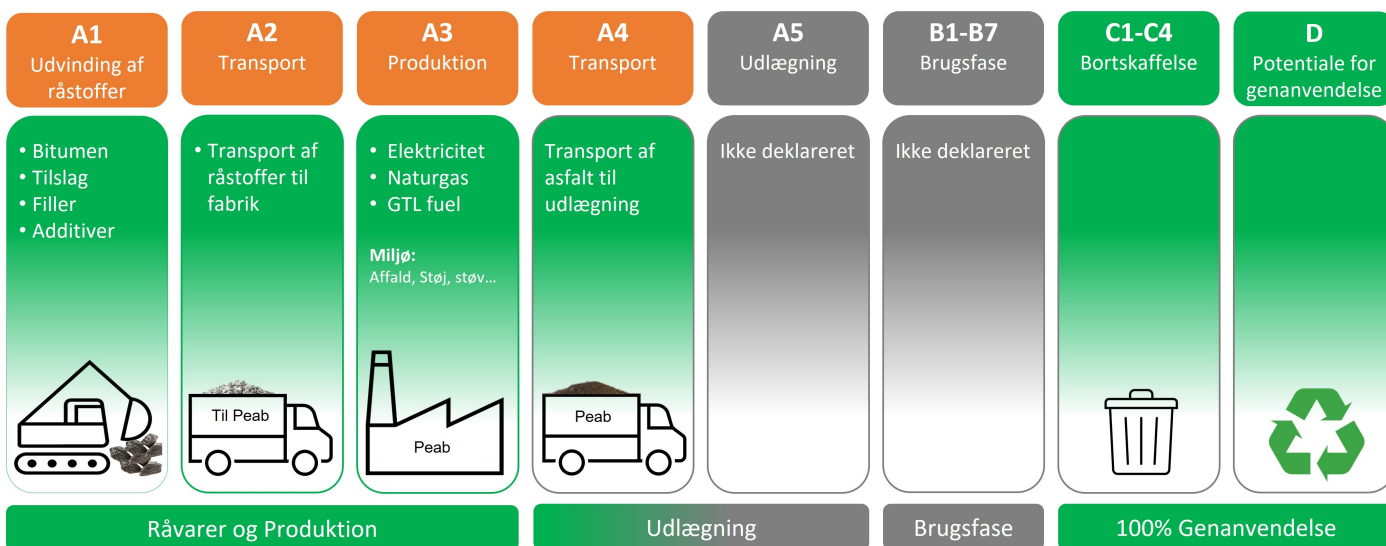 A1
Udvinding af
råstoffer
A2
Transport
A3
Produktion
A4
Transport
A5
Udlægning
B1-B7
Brugsfase
C1-C4
Bortskaffelse
D
Potentiale for
genanvendelse
• Bitumen
• Tilslag
• Filler
• Additiver
• Transport af
råstoffer til
fabrik
• Elektricitet
• Naturgas
• GTL fuel
Miljø:
Affald, Støj, støv...
Transport af
asfalt til
udlægning
Ikke deklareret
Ikke deklareret
Til Peab
Peab
Peab
Råvarer og Produktion
Udlægning
Brugsfase
100% Genanvendelse